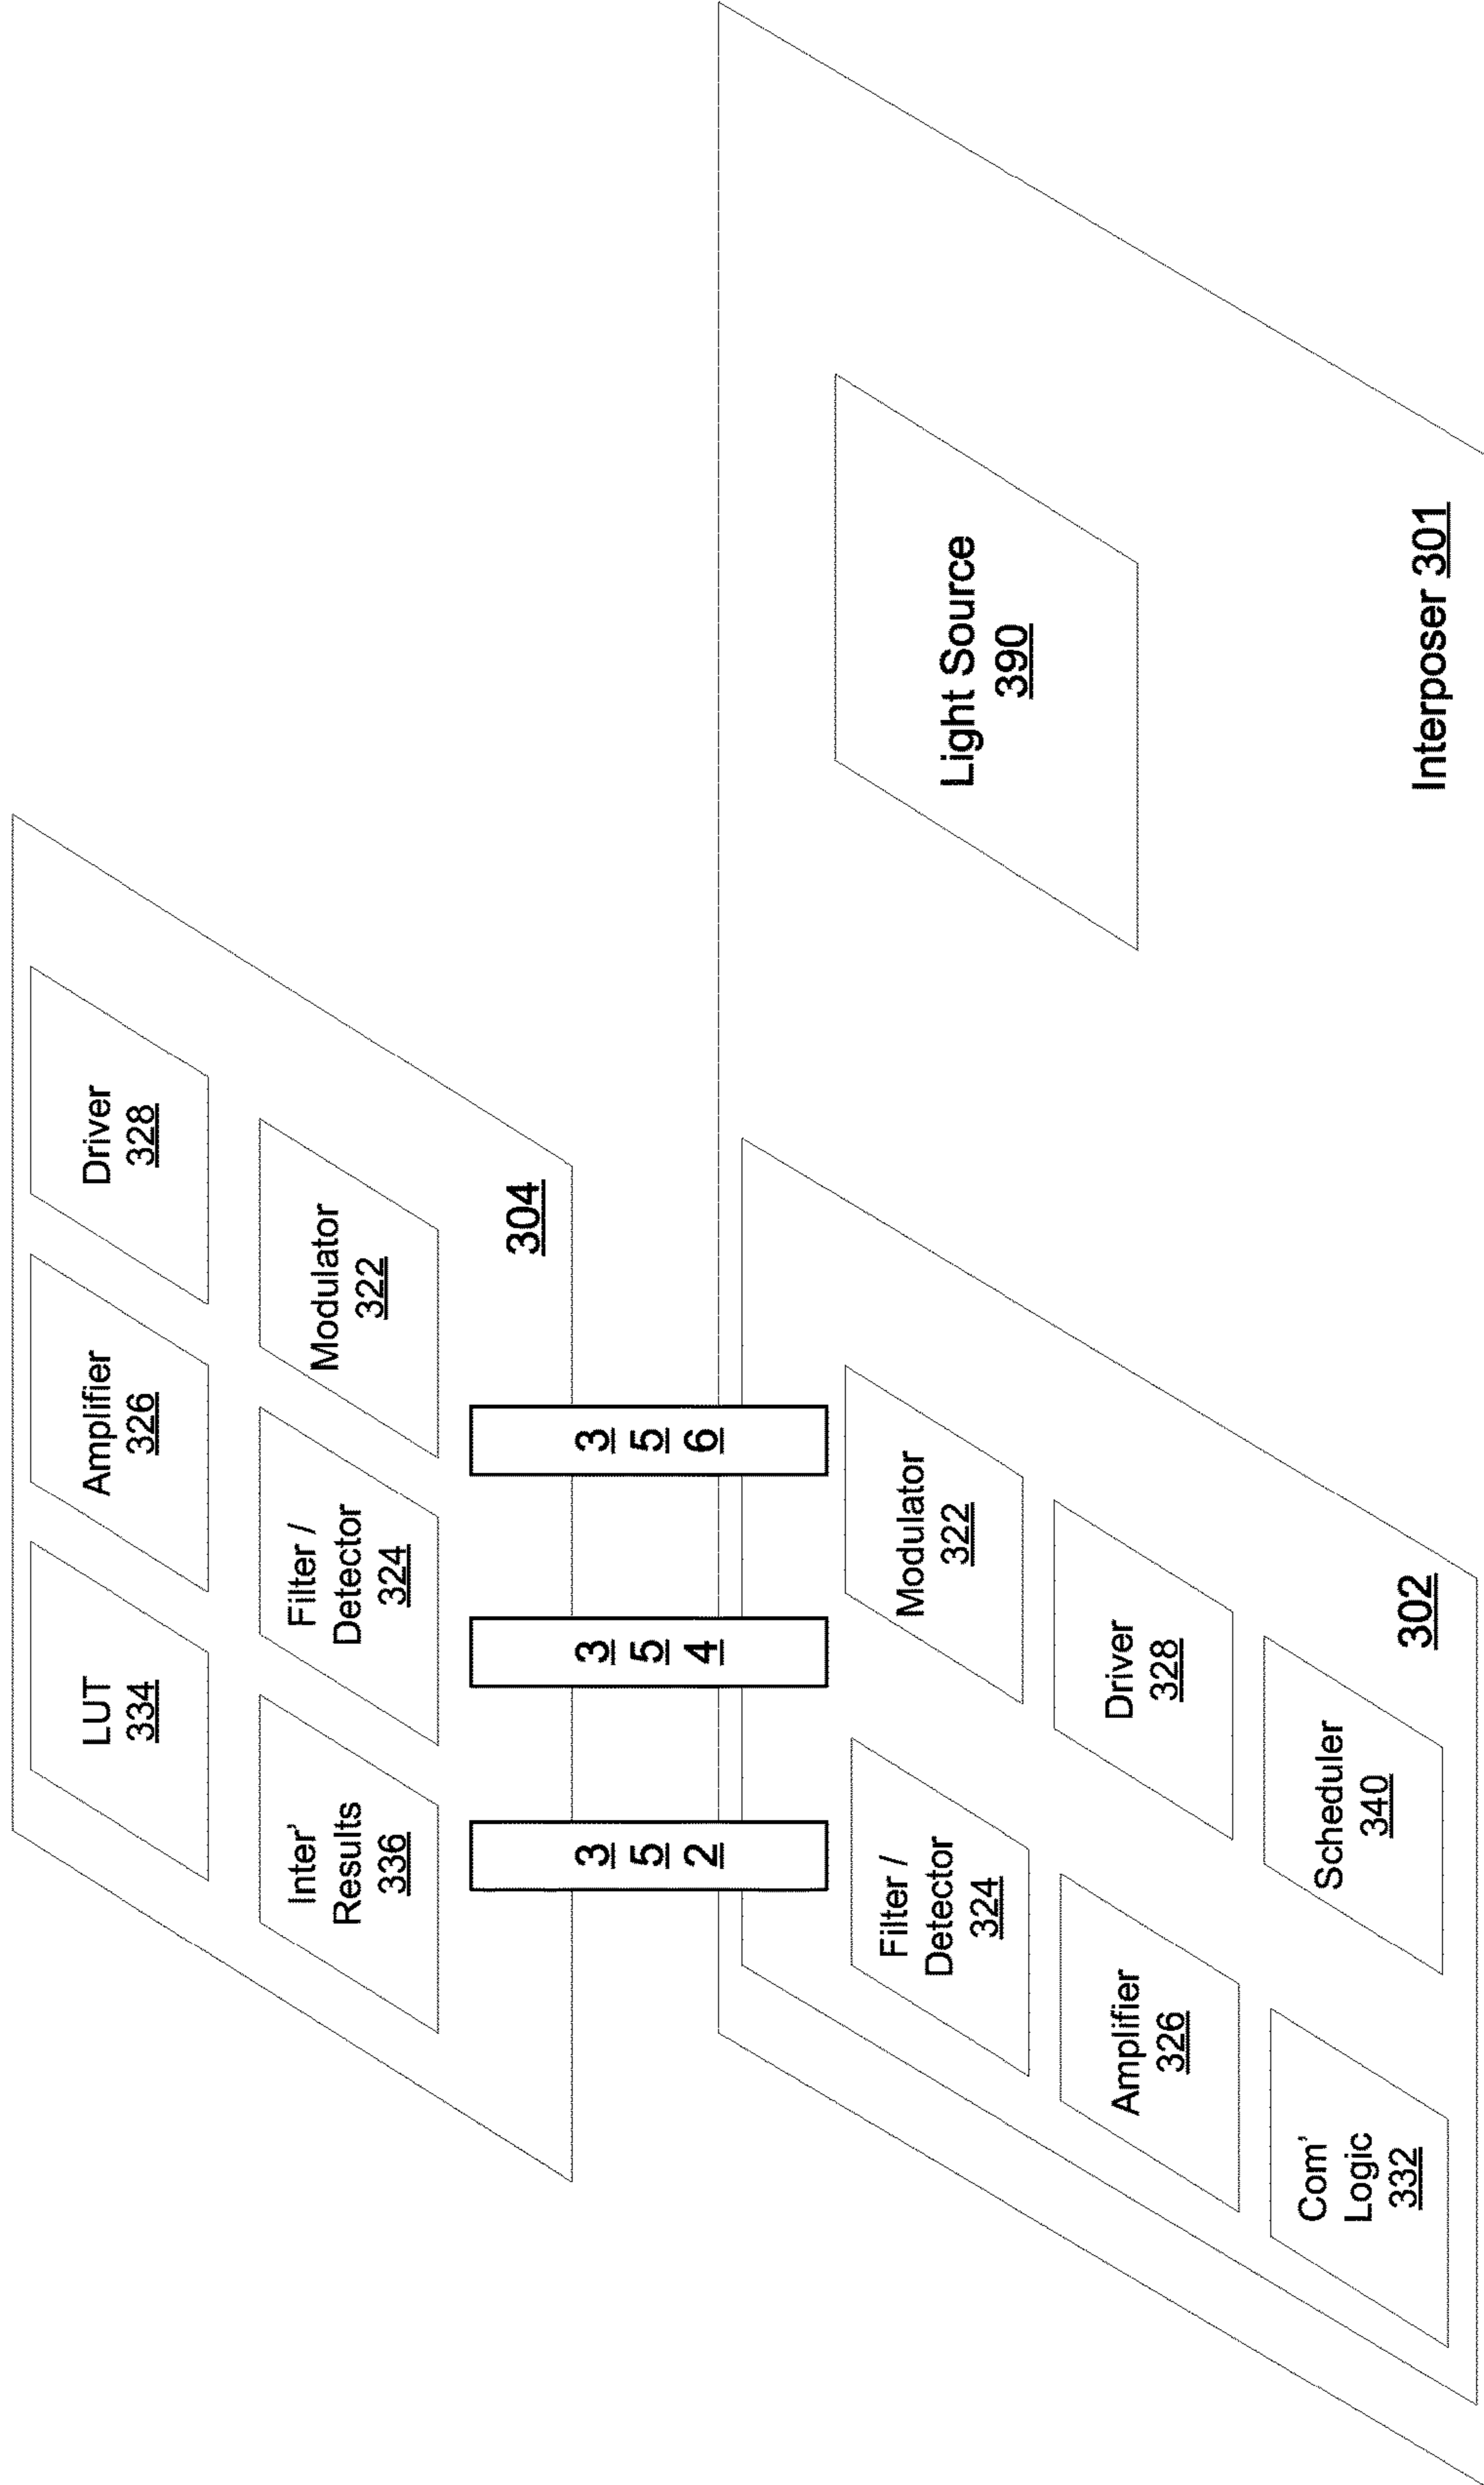 LUT
334
Amplifier
326
Driver
328
Inter'
Results
336
Filter /
Detector
324
Modulator
322
304
3
5
2
3
5
4
3
5
6
Filter /
Detector
324
Modulator
322
Amplifier
326
Driver
328
Com'
Logic
332
Scheduler
340
302
Light Source
390
Interposer 301